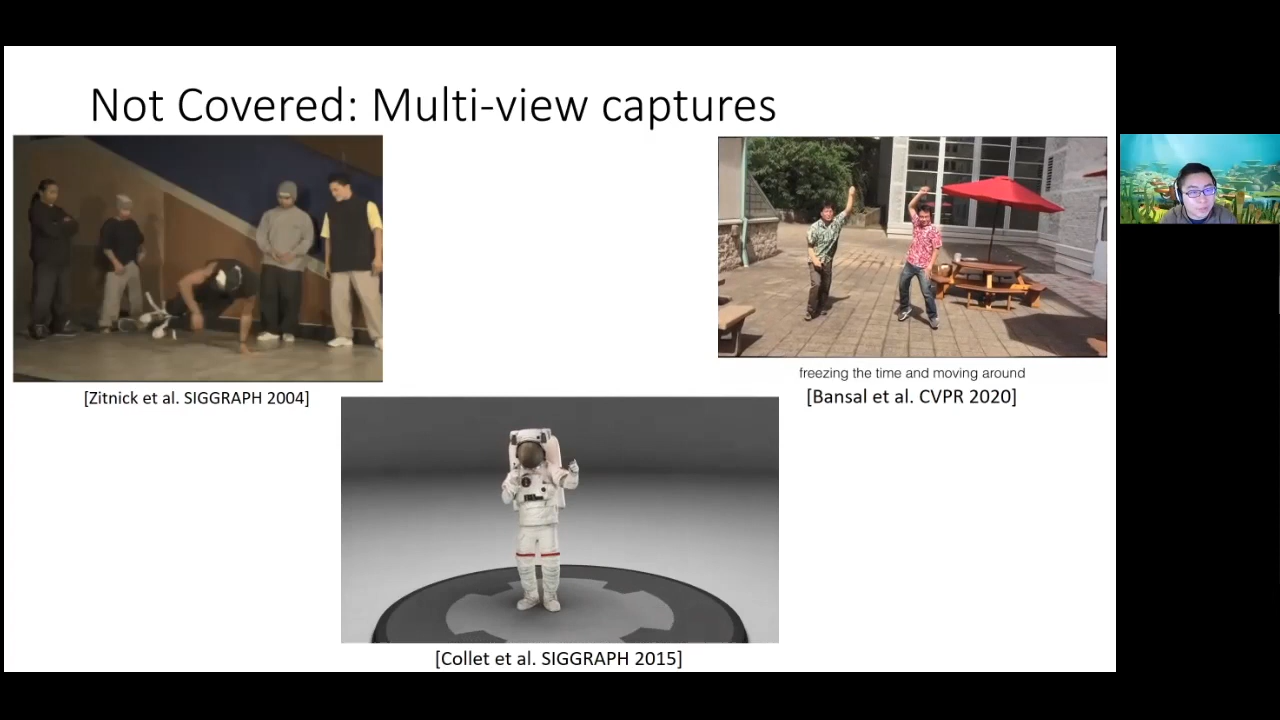 Not Covered: Multi-view captures
[Zitnick et al. SIGGRAPH 2004]
freezing the time and moving around
[Bansal et al. CVPR 2020]
[Collet et al. SIGGRAPH 2015]